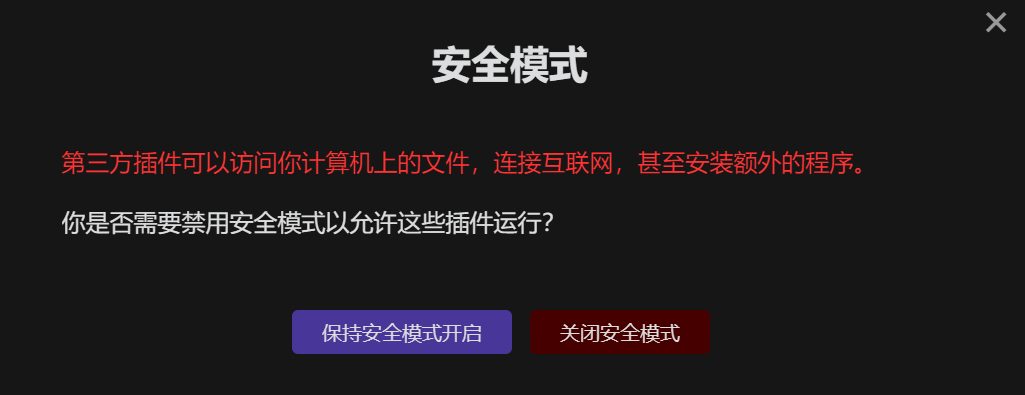 安全模式
第三方插件可以访问你计算机上的文件，连接互联网，甚至安装额外的程序。
你是否需要禁用安全模式以允许这些插件运行？
保持安全模式开启
关闭安全模式